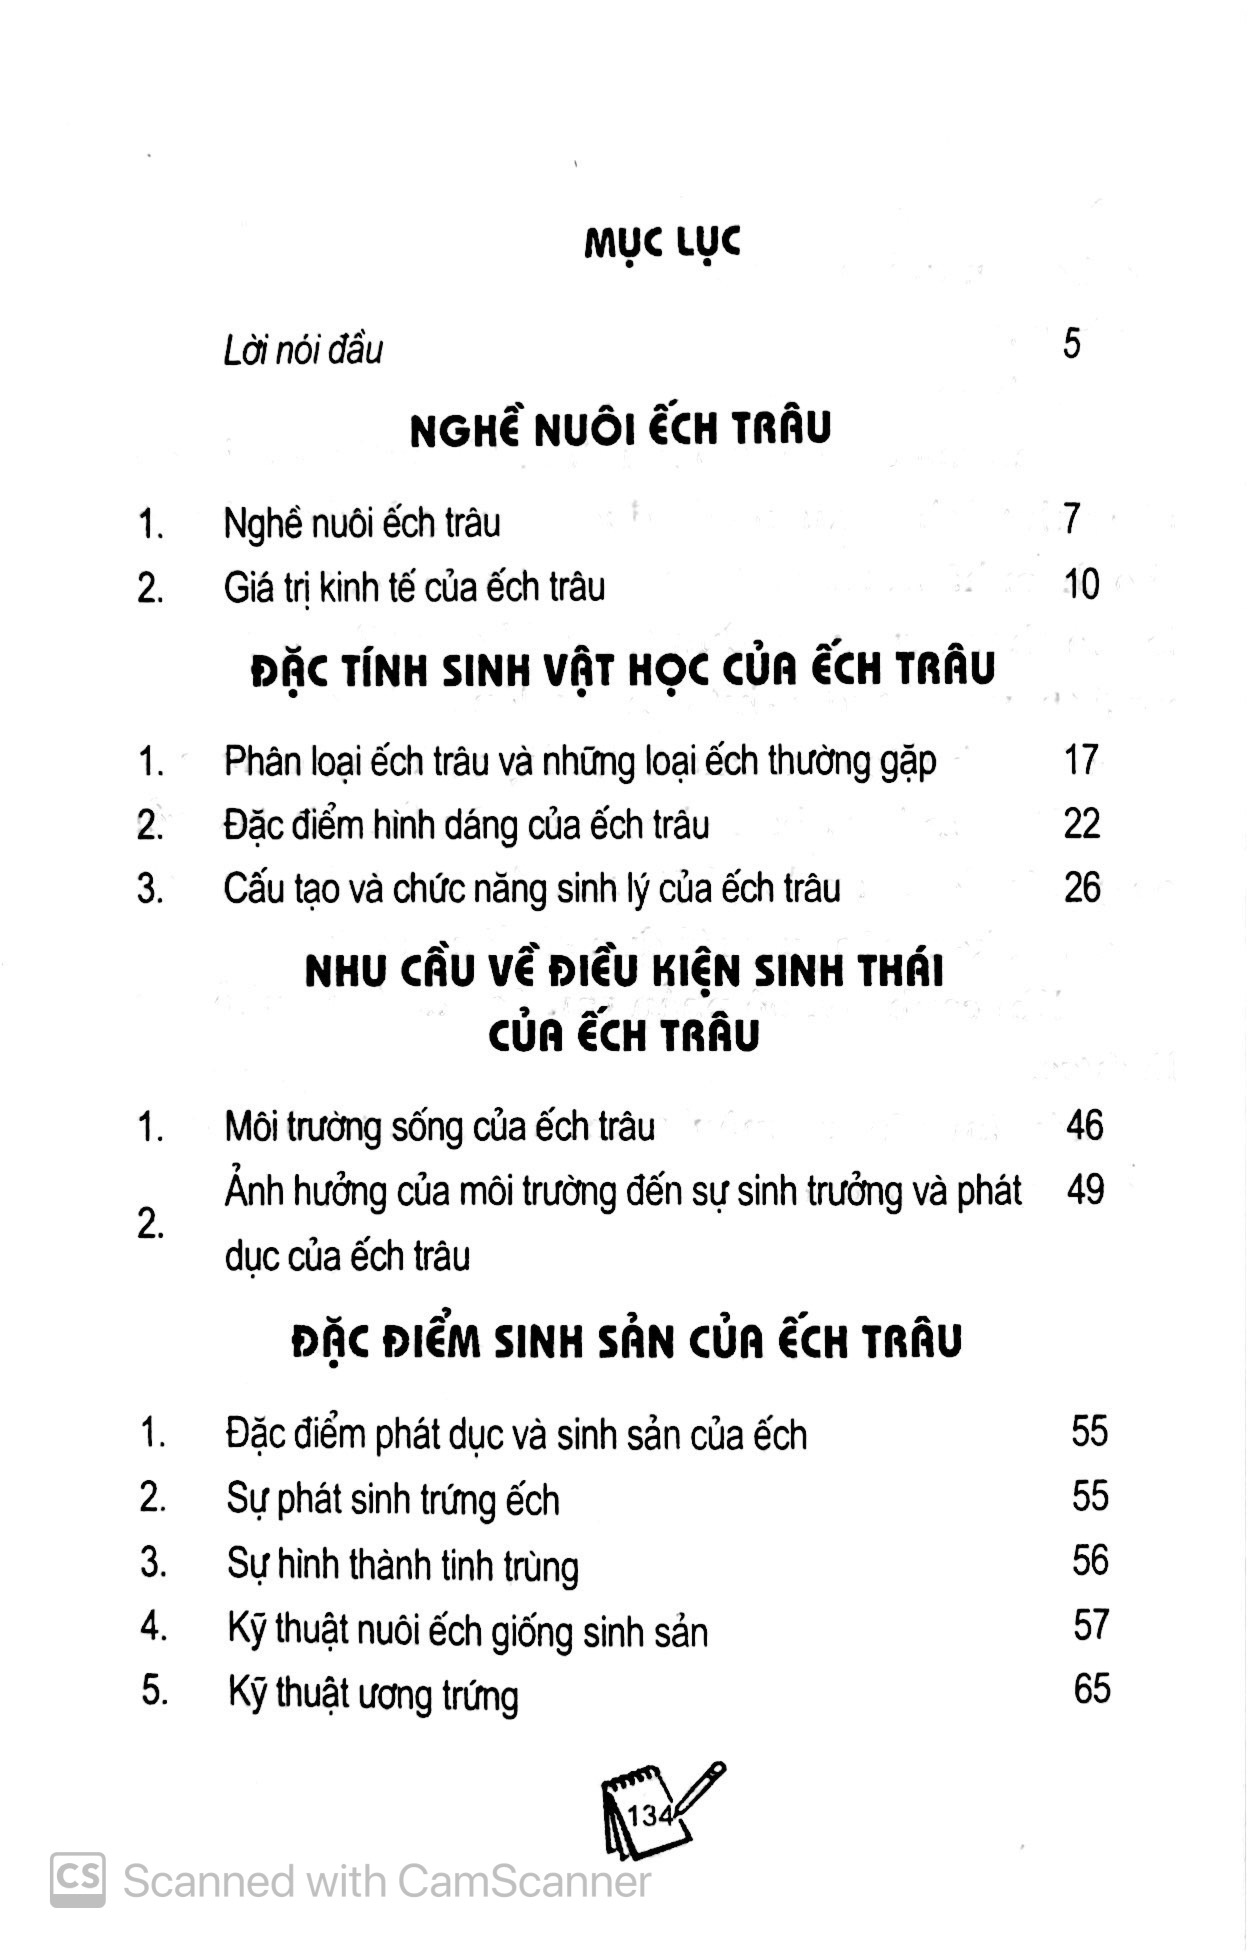 MỤC LỤC
Lời nói đầu 5
NGHỀ NUÔI ẾCH TRÂU
1. Nghề nuôi ếch trâu 7
2. Giá trị kinh tế của ếch trâu 10
ĐẶC TÍNH SINH VẬT HỌC CỦA ẾCH TRÂU
1. Phân loại ếch trâu và những loại ếch thường gặp 17
2. Đặc điểm hình dáng của ếch trâu 22
3. Cấu tạo và chức năng sinh lý của ếch trâu 26
NHU CẦU VỀ ĐIỀU KIỆN SINH THÁI
CỦA ẾCH TRÂU
1. Môi trường sống của ếch trâu 46
2. Ảnh hưởng của môi trường đến sự sinh trưởng và phát 49
dục của ếch trâu
ĐẶC ĐIỂM SINH SẢN CỦA ẾCH TRÂU
1. Đặc điểm phát dục và sinh sản của ếch 55
2. Sự phát sinh trứng ếch 55
3. Sự hình thành tinh trùng 56
4. Kỹ thuật nuôi ếch giống sinh sản 57
5. Kỹ thuật ương trứng 65
134
CS Scanned with CamScanner